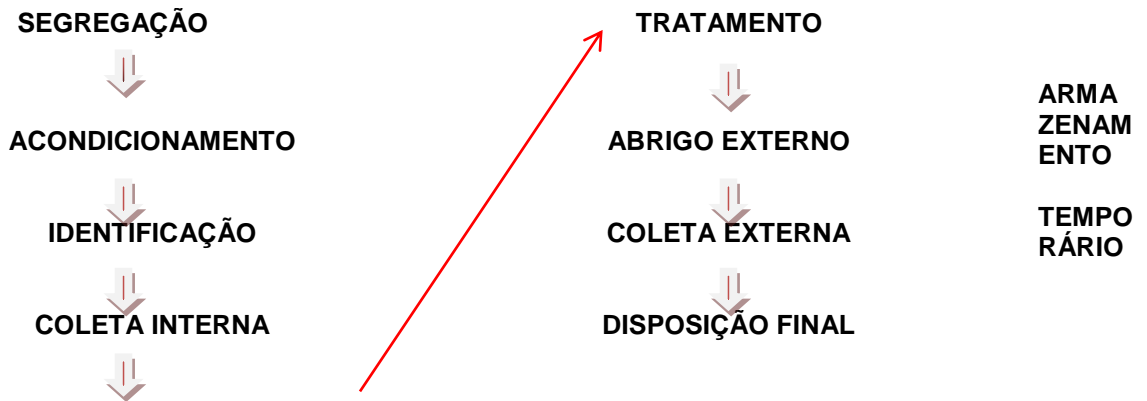 SEGREGAÇÃO
ACONDICIONAMENTO
IDENTIFICAÇÃO
COLETA INTERNA
TRATAMENTO
ABRIGO EXTERNO
COLETA EXTERNA
DISPOSIÇÃO FINAL
ARMA
ZENAM
ENTO
TEMPO
RÁRIO